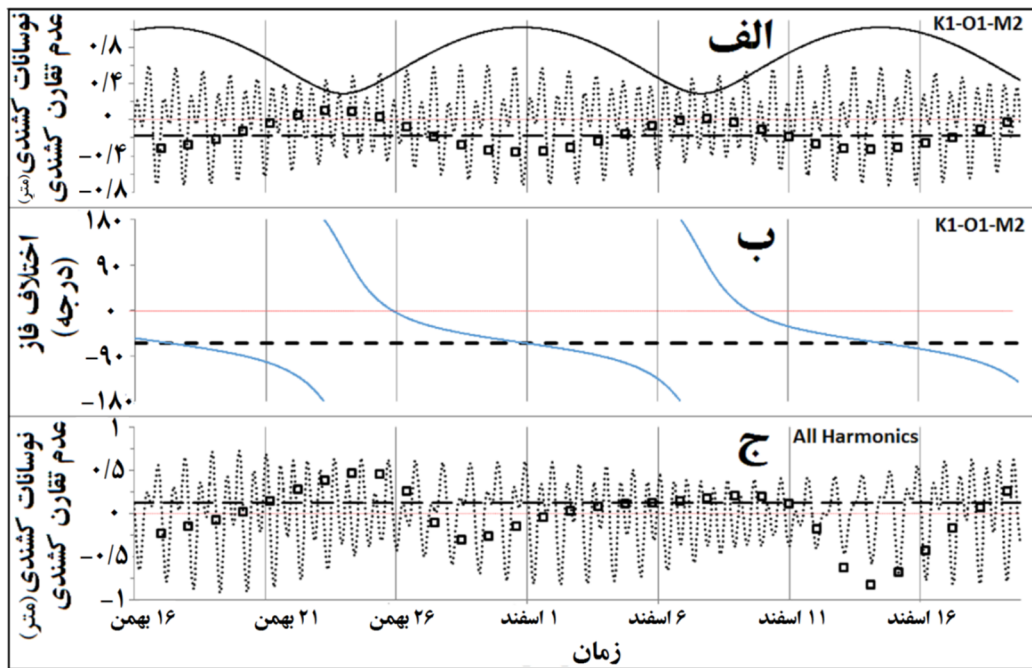 نوسانات کشندی (متر)
عدم تقارن کشندی
۰/۸
۰/۴
۰
-۰/۴
-۰/۸
الف
K1-O1-M2
اختلاف فاز
(درجه)
۱۸۰
۹۰
۰
-۹۰
-۱۸۰
ب
K1-O1-M2
نوسانات کشندی (متر)
عدم تقارن کشندی
۱
۰/۵
۰
-۰/۵
-۱
ج
All Harmonics
۱۶ بهمن
۲۱ بهمن
۲۶ بهمن
۱ اسفند
۶ اسفند
۱۱ اسفند
۱۶ اسفند
زمان